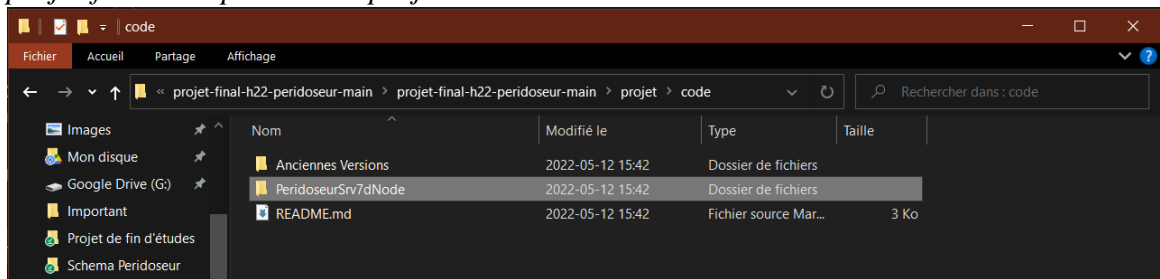 code
Fichier Accueil Partage Affichage
« projet-final-h22-peridoseur-main > projet-final-h22-peridoseur-main > projet > code Rechercher dans : code
Images Nom Modifié le Type Taille
Mon disque Anciennes Versions 2022-05-12 15:42 Dossier de fichiers
Google Drive (G:) PeridoseurSrv7dNode 2022-05-12 15:42 Dossier de fichiers
Important README.md 2022-05-12 15:42 Fichier source Mar... 3 Ko
Projet de fin d'études
Schema Peridoseur